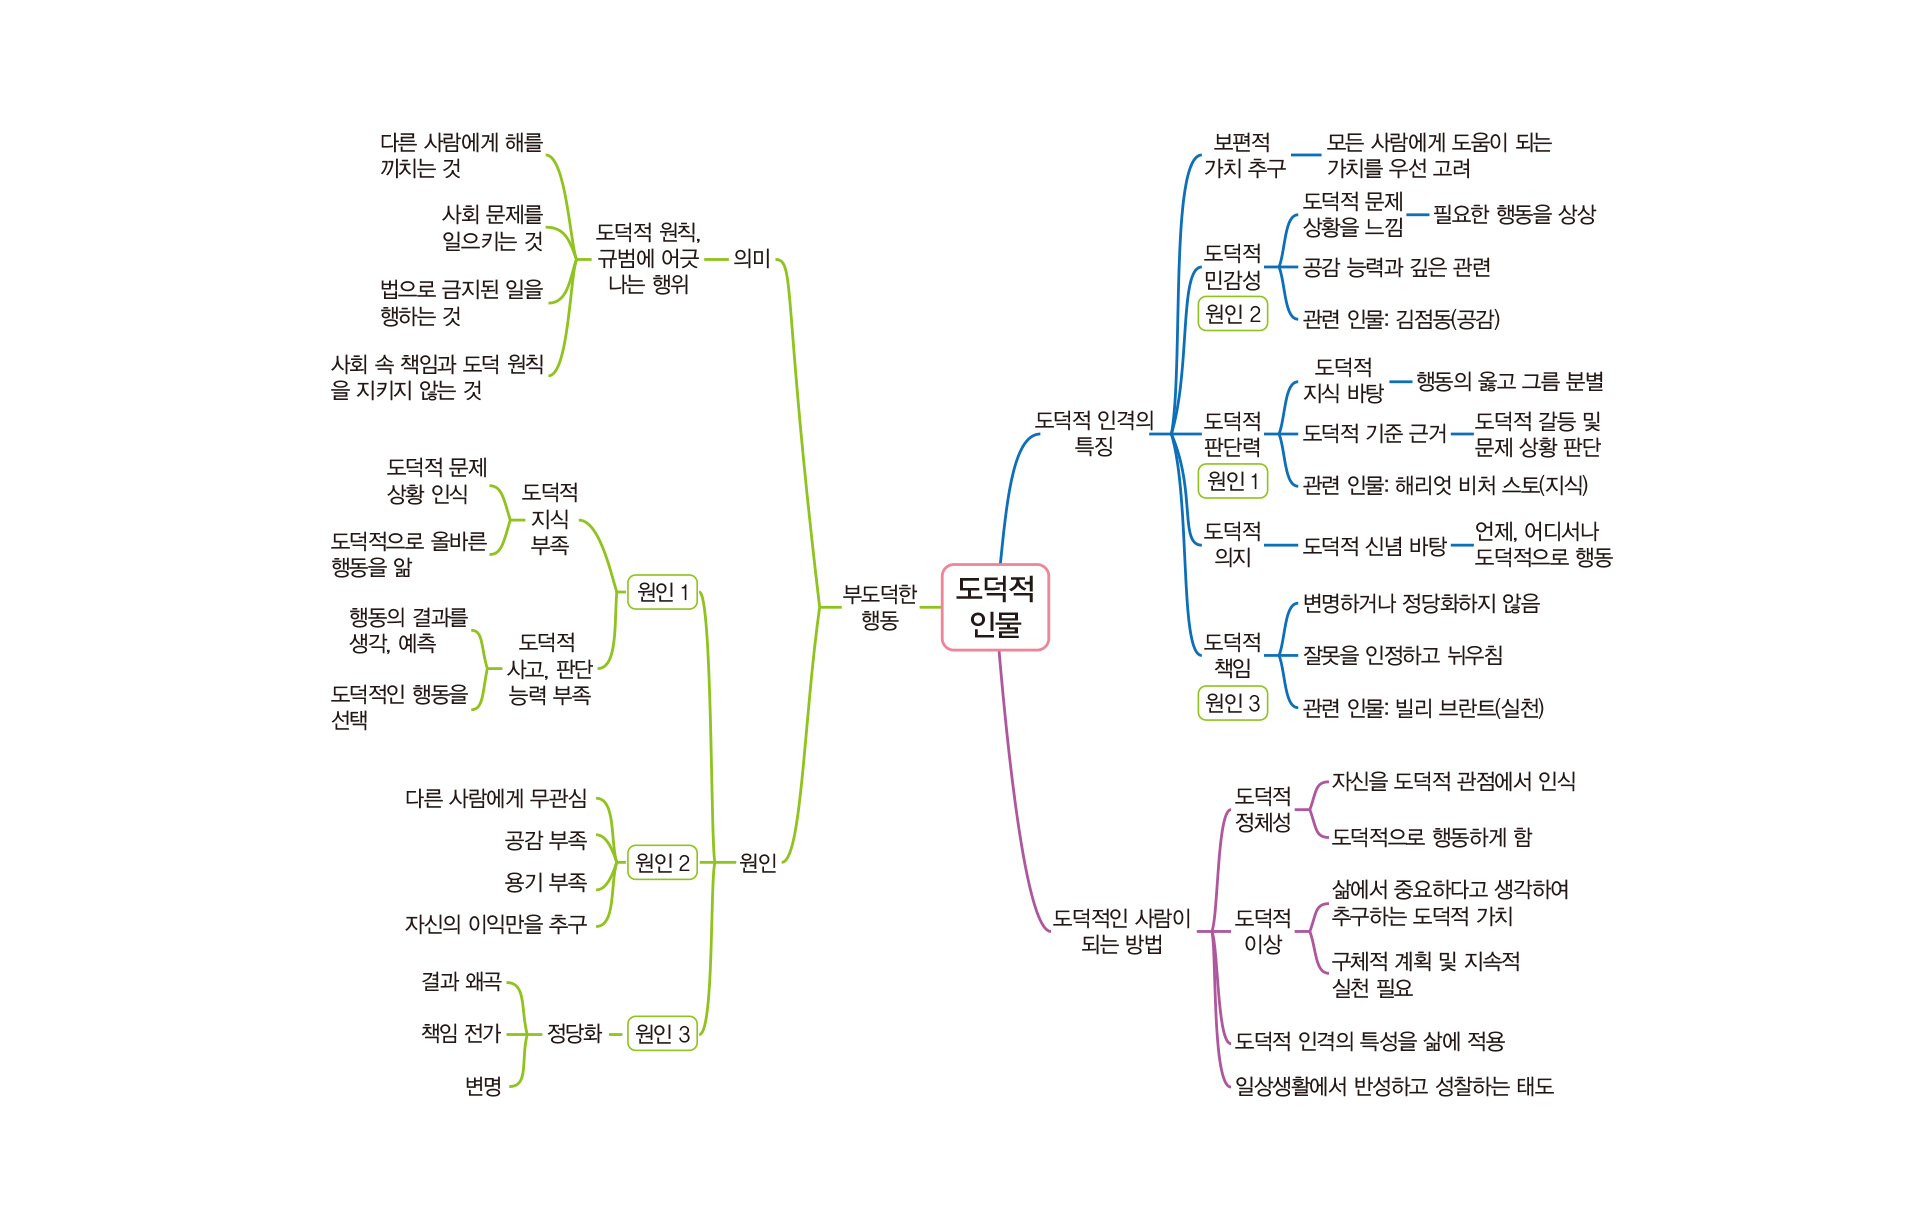 도덕적
인물
부도덕한
행동
의미
도덕적 원칙,
규범에 어긋
나는 행위
다른 사람에게 해를
끼치는 것
사회 문제를
일으키는 것
법으로 금지된 일을
행하는 것
사회 속 책임과 도덕 원칙
을 지키지 않는 것
원인
원인 1
도덕적
지식
부족
도덕적 문제
상황 인식
도덕적으로 올바른
행동을 앎
도덕적
사고, 판단
능력 부족
행동의 결과를
생각, 예측
도덕적인 행동을
선택
원인 2
다른 사람에게 무관심
공감 부족
용기 부족
자신의 이익만을 추구
원인 3
정당화
결과 왜곡
책임 전가
변명
도덕적 인격의
특징
보편적
가치 추구
모든 사람에게 도움이 되는
가치를 우선 고려
도덕적
민감성
원인 2
도덕적 문제
상황을 느낌
필요한 행동을 상상
공감 능력과 깊은 관련
관련 인물: 김점동(공감)
도덕적
판단력
원인 1
도덕적
지식 바탕
행동의 옳고 그름 분별
도덕적 기준 근거
도덕적 갈등 및
문제 상황 판단
관련 인물: 해리엇 비처 스토(지식)
도덕적
의지
도덕적 신념 바탕
언제, 어디서나
도덕적으로 행동
도덕적
책임
원인 3
변명하거나 정당화하지 않음
잘못을 인정하고 뉘우침
관련 인물: 빌리 브란트(실천)
도덕적인 사람이
되는 방법
도덕적
정체성
자신을 도덕적 관점에서 인식
도덕적으로 행동하게 함
도덕적
이상
삶에서 중요하다고 생각하여
추구하는 도덕적 가치
구체적 계획 및 지속적
실천 필요
도덕적 인격의 특성을 삶에 적용
일상생활에서 반성하고 성찰하는 태도